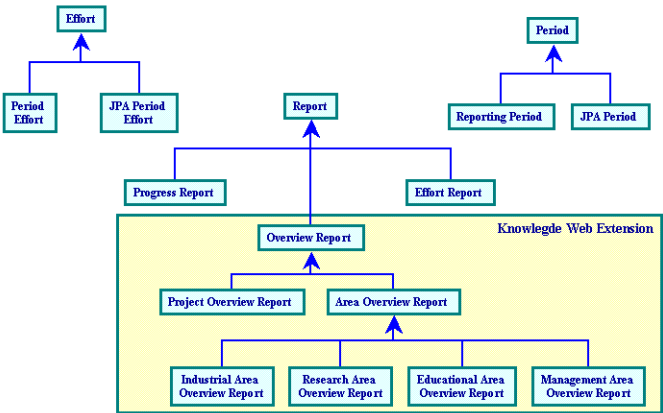 Effort
Period
Period
Effort
JPA Period
Effort
Report
Reporting Period
JPA Period
Progress Report
Effort Report
Knowlegde Web Extension
Overview Report
Project Overview Report
Area Overview Report
Industrial Area
Overview Report
Research Area
Overview Report
Educational Area
Overview Report
Management Area
Overview Report